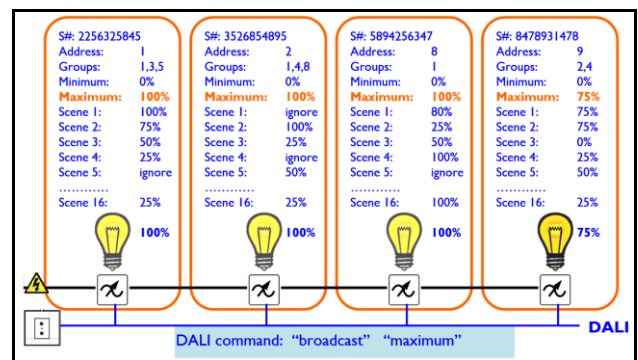 S#: 2256325845
Address: 1
Groups: 1,3,5
Minimum: 0%
Maximum: 100%
Scene 1: 100%
Scene 2: 75%
Scene 3: 50%
Scene 4: 25%
Scene 5: ignore
............
Scene 16: 25%
100%
S#: 3526854895
Address: 2
Groups: 1,4,8
Minimum: 0%
Maximum: 100%
Scene 1: ignore
Scene 2: 100%
Scene 3: 25%
Scene 4: ignore
Scene 5: 50%
............
Scene 16: 25%
100%
S#: 5894256347
Address: 8
Groups: 1
Minimum: 0%
Maximum: 100%
Scene 1: 80%
Scene 2: 25%
Scene 3: 50%
Scene 4: 100%
Scene 5: ignore
............
Scene 16: 100%
100%
S#: 8478931478
Address: 9
Groups: 2,4
Minimum: 0%
Maximum: 75%
Scene 1: 75%
Scene 2: 75%
Scene 3: 0%
Scene 4: 25%
Scene 5: 50%
............
Scene 16: 25%
75%
DALI
DALI command: “broadcast” “maximum”